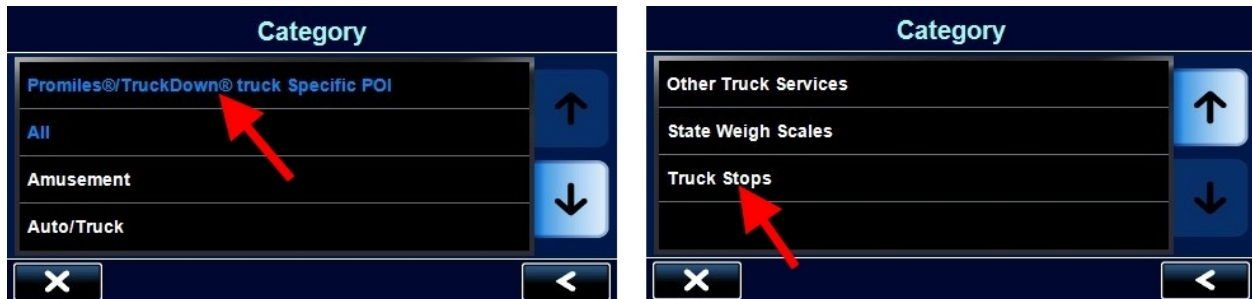 Category
Promiles®/TruckDown® truck Specific POI
All
Amusement
Auto/Truck
Category
Other Truck Services
State Weigh Scales
Truck Stops